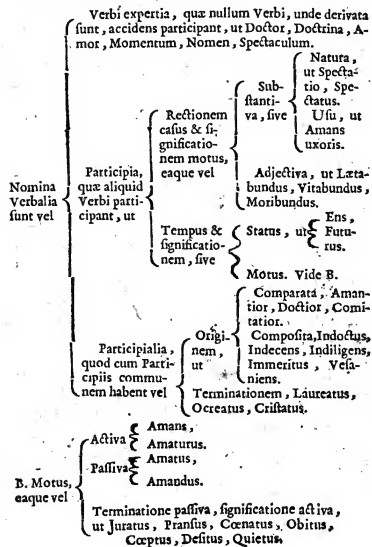 Verbi expertia, quæ nullum Verbi, unde derivata
sunt, accidens participant, ut Doctor, Doctrina, A-
mor, Momentum, Nomen, Spectaculum.
Nomina
Verbalia
sunt vel
Participia,
quæ aliquid
Verbi parti-
cipant, ut
Rectionem
casus & si-
gnificatio-
nem motus,
eaque vel
Sub-
stanti-
va, sive
Natura,
ut Specta-
tio, Spe-
ctatus.
Usu, ut
Amans
uxoris.
Adjectiva, ut Læta-
bundus, Vitabundus,
Moribundus.
Tempus &
significatio-
nem, sive
Status, ut
Ens,
Futu-
rus.
Motus. Vide B.
Participialia,
quod cum Parti-
cipiis commu-
nem habent vel
Origi-
nem,
ut
Comparata, Aman-
tior, Doctior, Comi-
tatior.
Composita, Indoctus,
Indecens, Indiligens,
Immeritus, Vesa-
niens.
Terminationem, Laureatus,
Ocreatus, Cristatus.
B. Motus,
eaque vel
Activa
Amans,
Amaturus.
Passiva
Amatus,
Amandus.
Terminatione passiva, significatione activa,
ut Juratus, Pransus, Cœnatus, Obitus,
Cœptus, Desitus, Quietus.